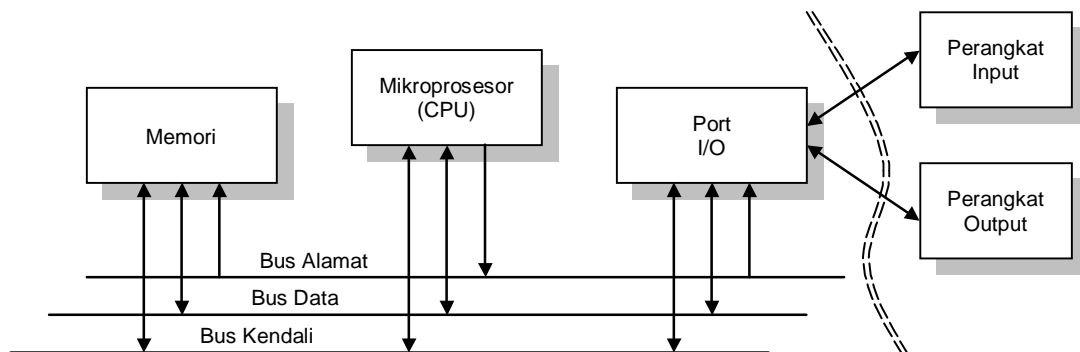 Memori
Mikroprosesor
(CPU)
Port
I/O
Perangkat
Input
Perangkat
Output
Bus Alamat
Bus Data
Bus Kendali